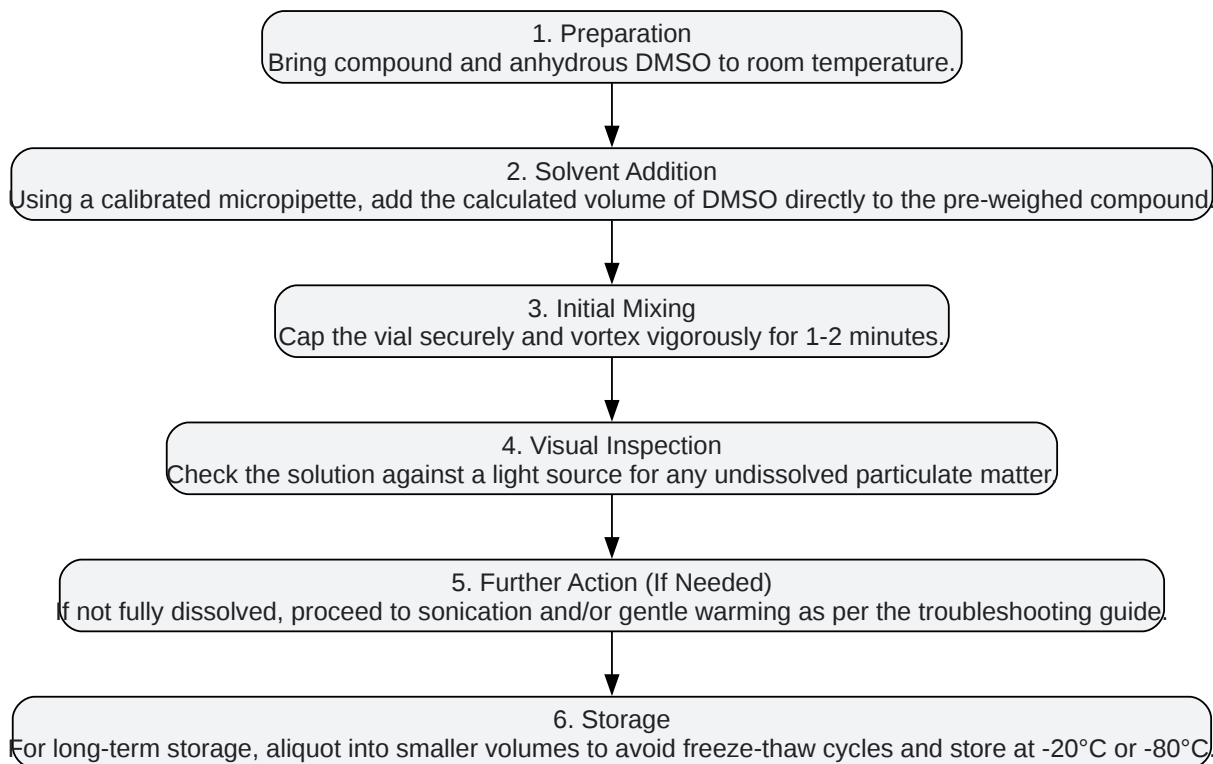 1. Preparation
Bring compound and anhydrous DMSO to room temperature.
2. Solvent Addition
Using a calibrated micropipette, add the calculated volume of DMSO directly to the pre-weighed compound.
3. Initial Mixing
Cap the vial securely and vortex vigorously for 1-2 minutes.
4. Visual Inspection
Check the solution against a light source for any undissolved particulate matter.
5. Further Action (If Needed)
If not fully dissolved, proceed to sonication and/or gentle warming as per the troubleshooting guide.
6. Storage
For long-term storage, aliquot into smaller volumes to avoid freeze-thaw cycles and store at -20°C or -80°C.